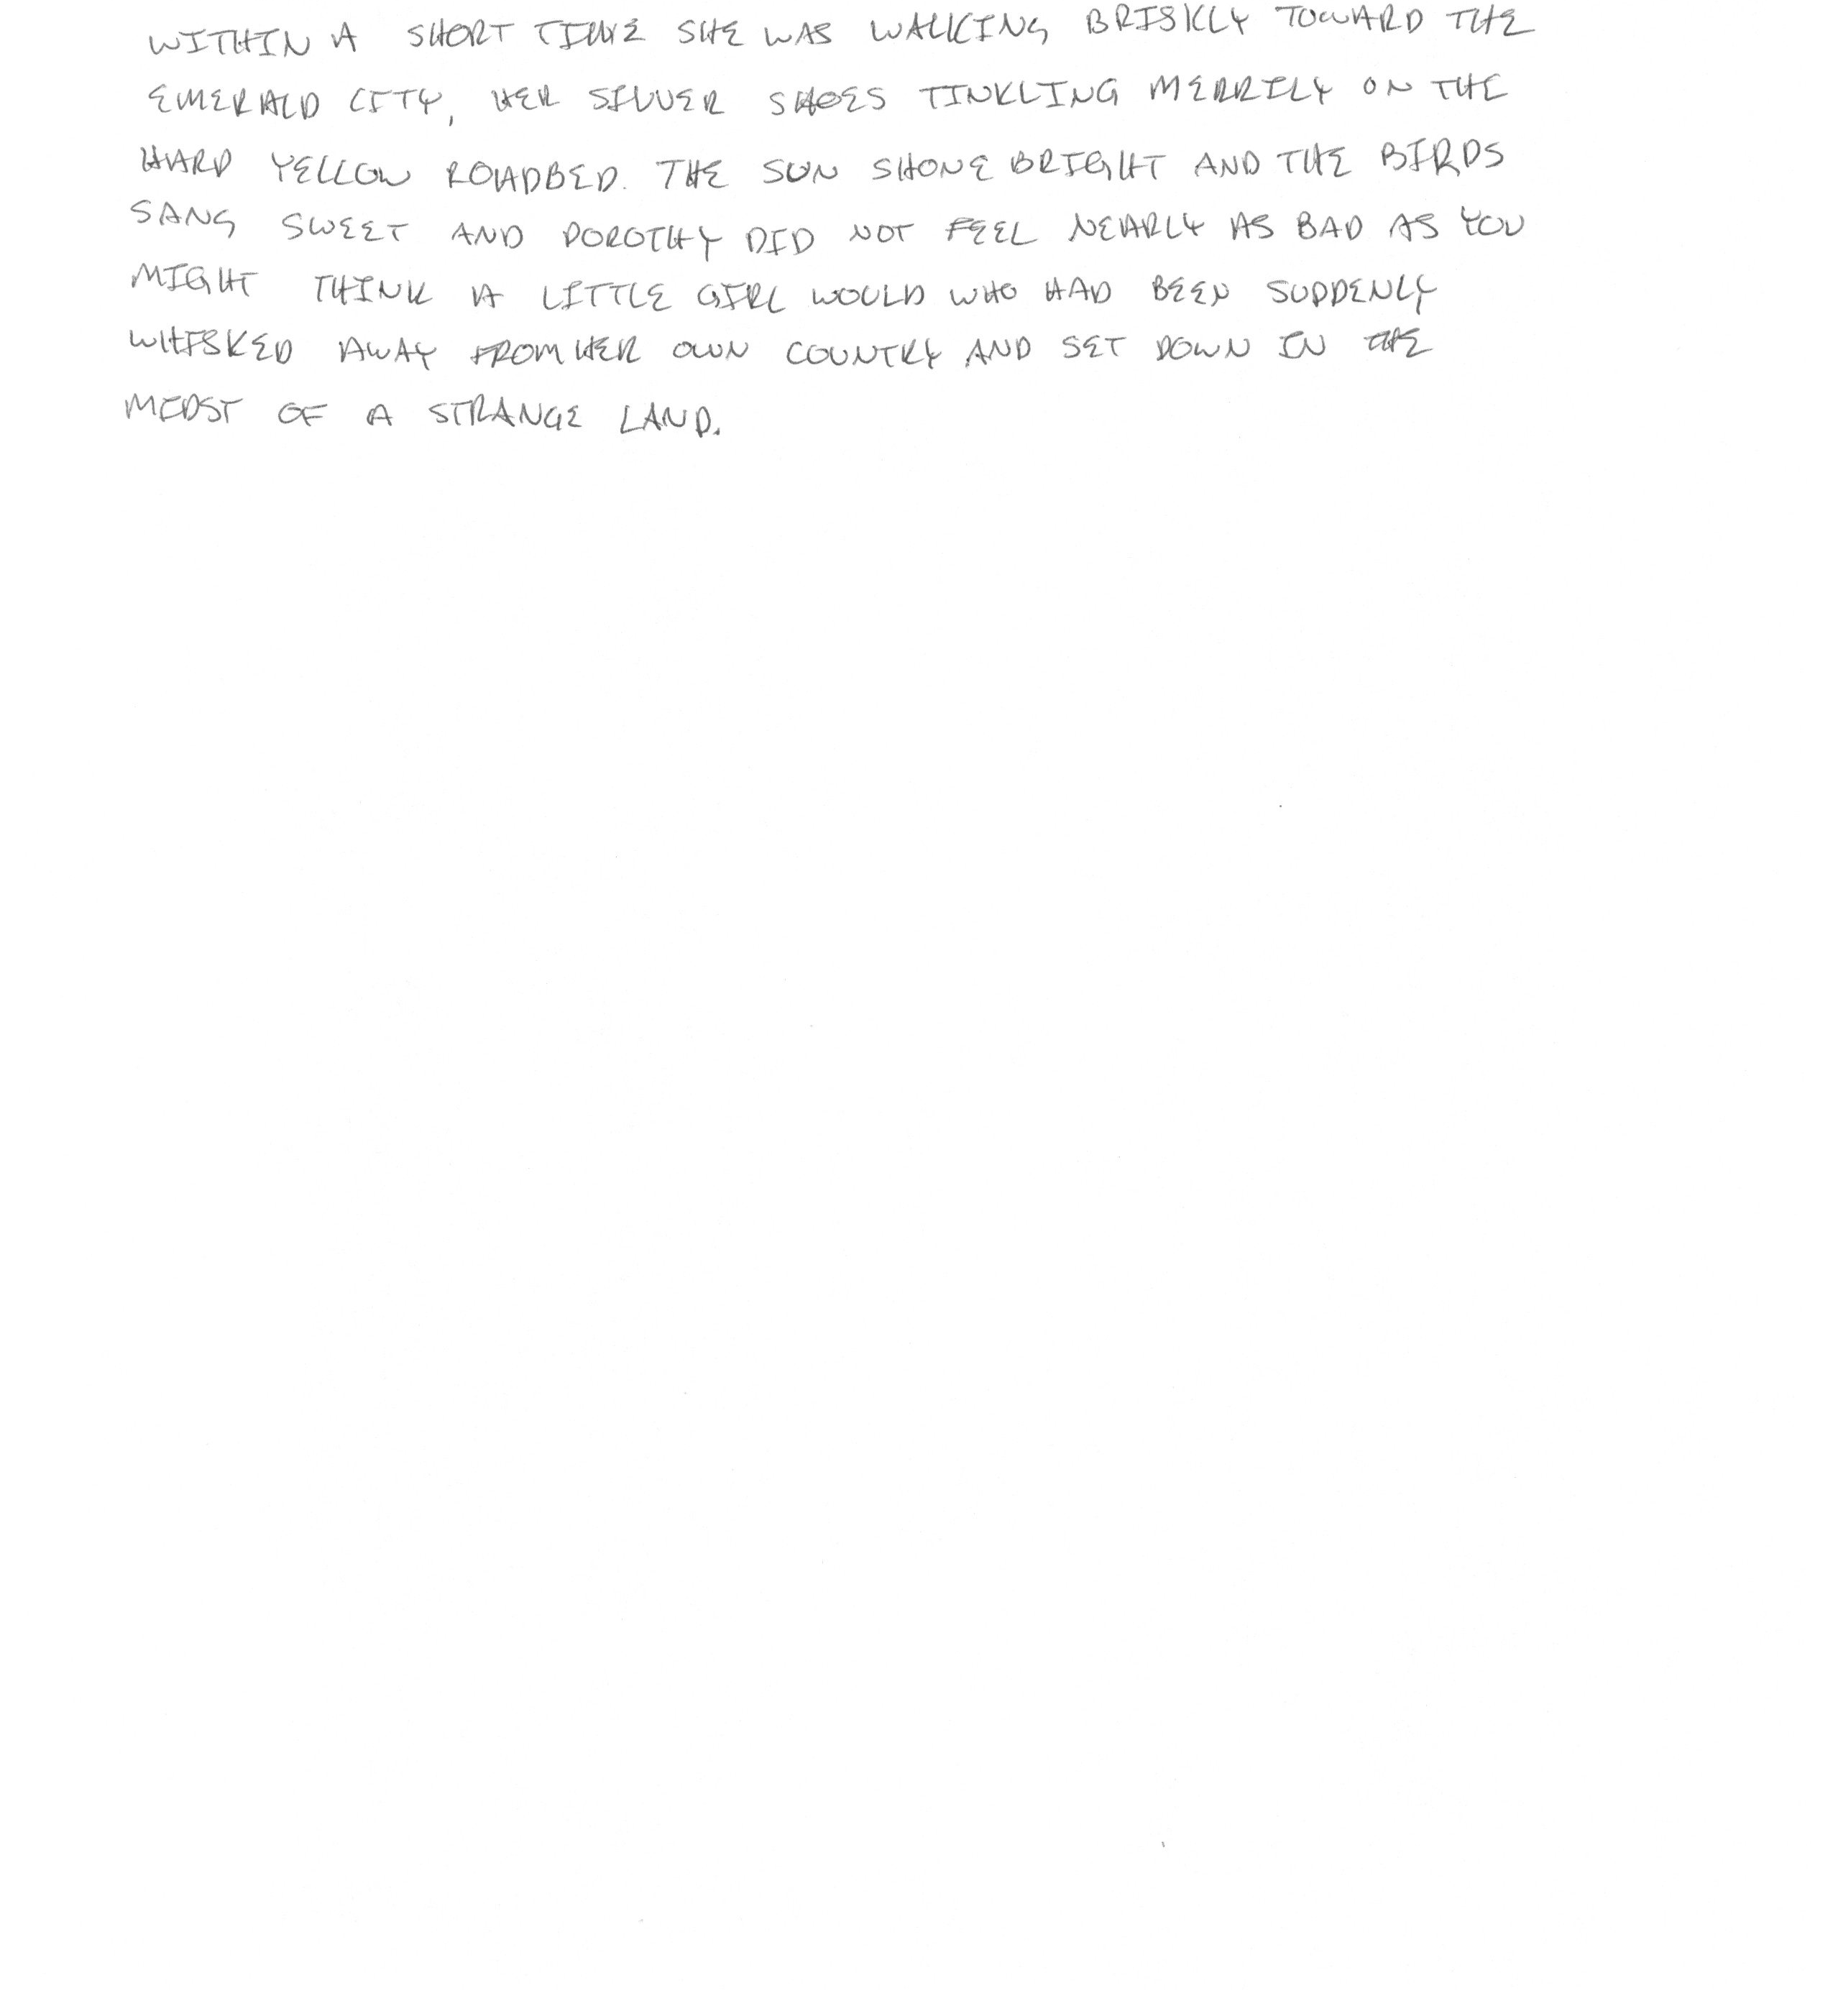 WITHIN A SHORT TIME SHE WAS WALKING BRISKLY TOWARD THE
EMERALD CITY, HER SILVER SHOES TINKLING MERRILY ON THE
HARD YELLOW ROADBED. THE SUN SHONE BRIGHT AND THE BIRDS
SANG SWEET AND DOROTHY DID NOT FEEL NEARLY AS BAD AS YOU
MIGHT THINK A LITTLE GIRL WOULD WHO HAD BEEN SUDDENLY
WHISKED AWAY FROM HER OWN COUNTRY AND SET DOWN IN THE
MIDST OF A STRANGE LAND.